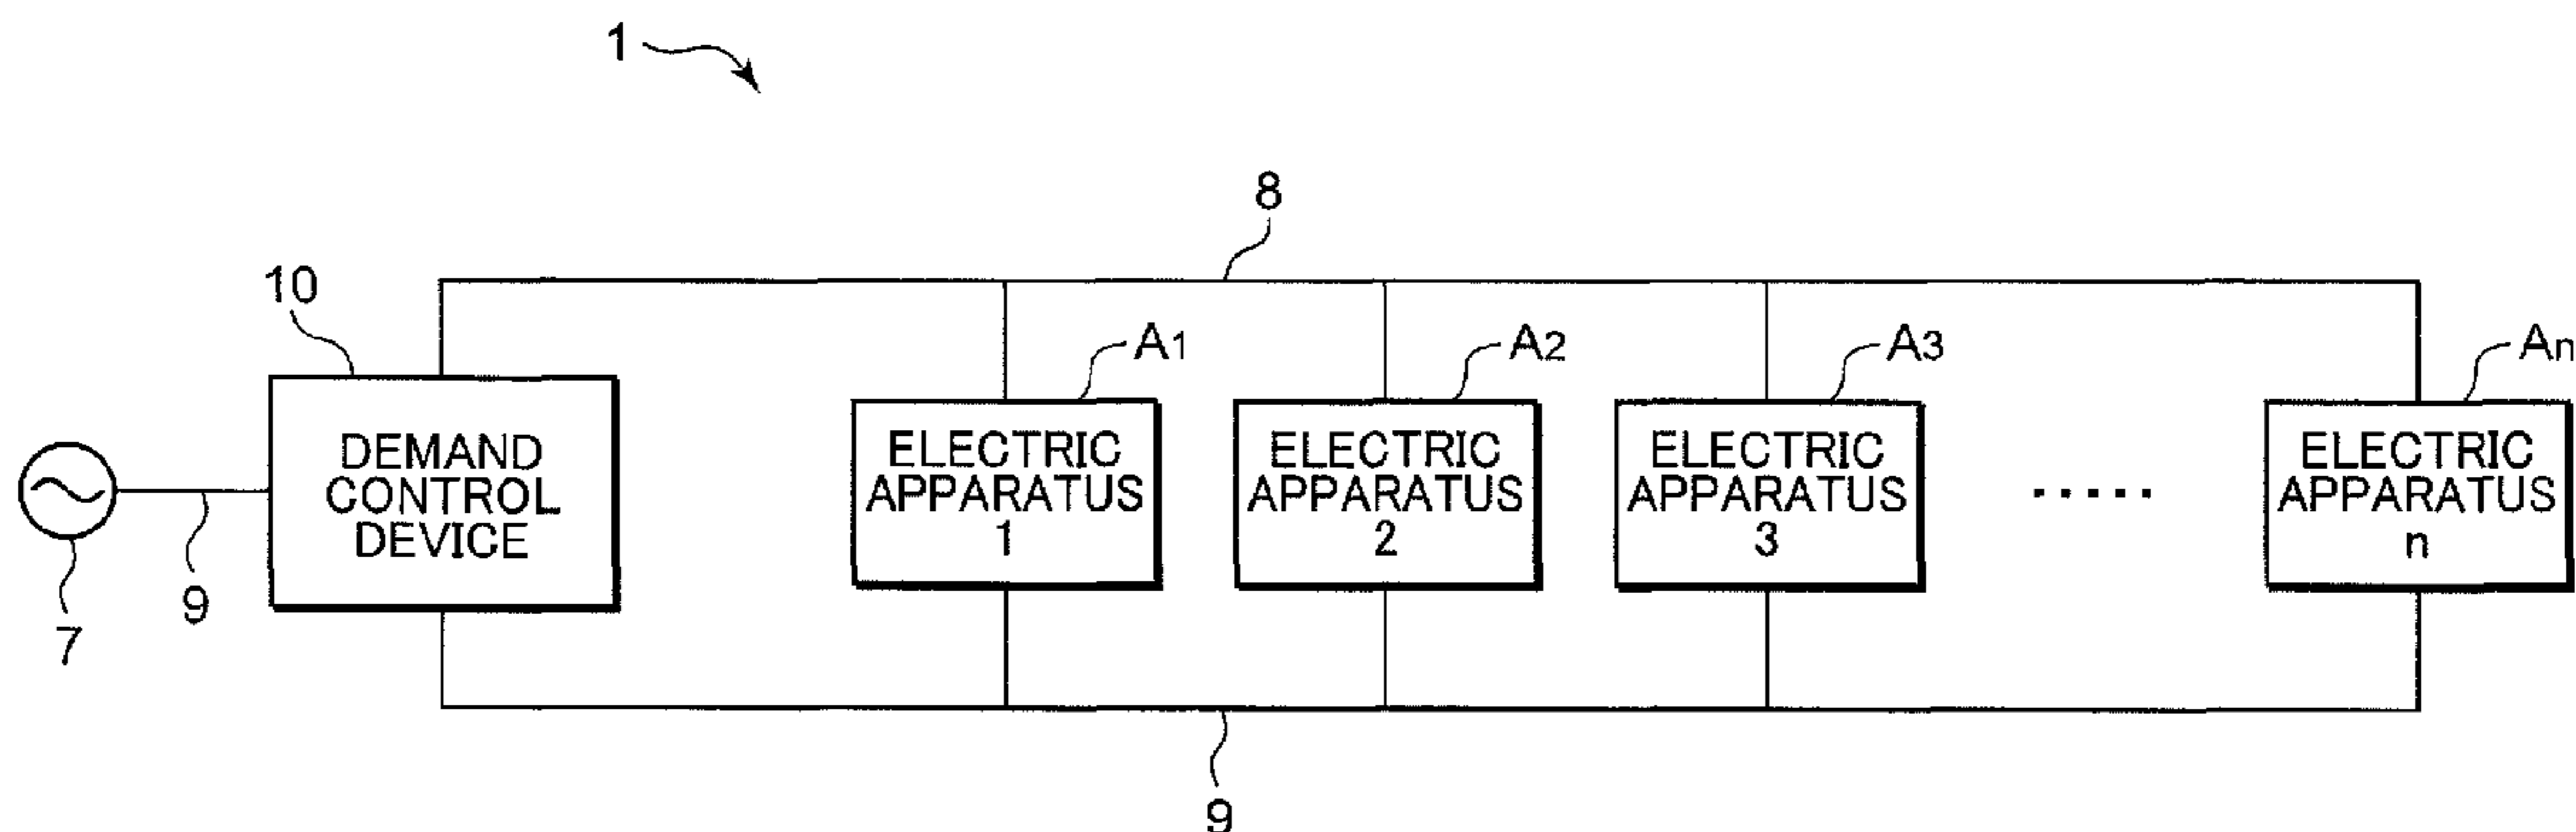 1
8
10
A1
A2
A3
An
DEMAND
CONTROL
DEVICE
ELECTRIC
APPARATUS
1
ELECTRIC
APPARATUS
2
ELECTRIC
APPARATUS
3
.....
ELECTRIC
APPARATUS
n
9
7
9